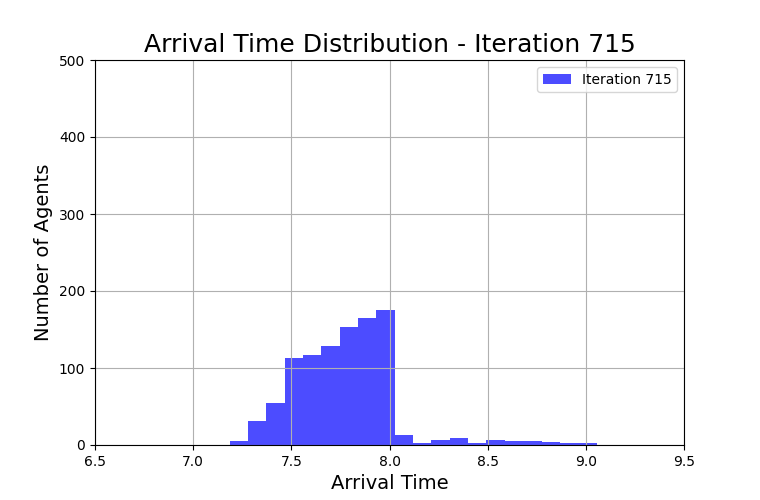 Arrival Time Distribution - Iteration 715
500
400
300
200
100
0
Number of Agents
Iteration 715
6.5 7.0 7.5 8.0 8.5 9.0 9.5
Arrival Time